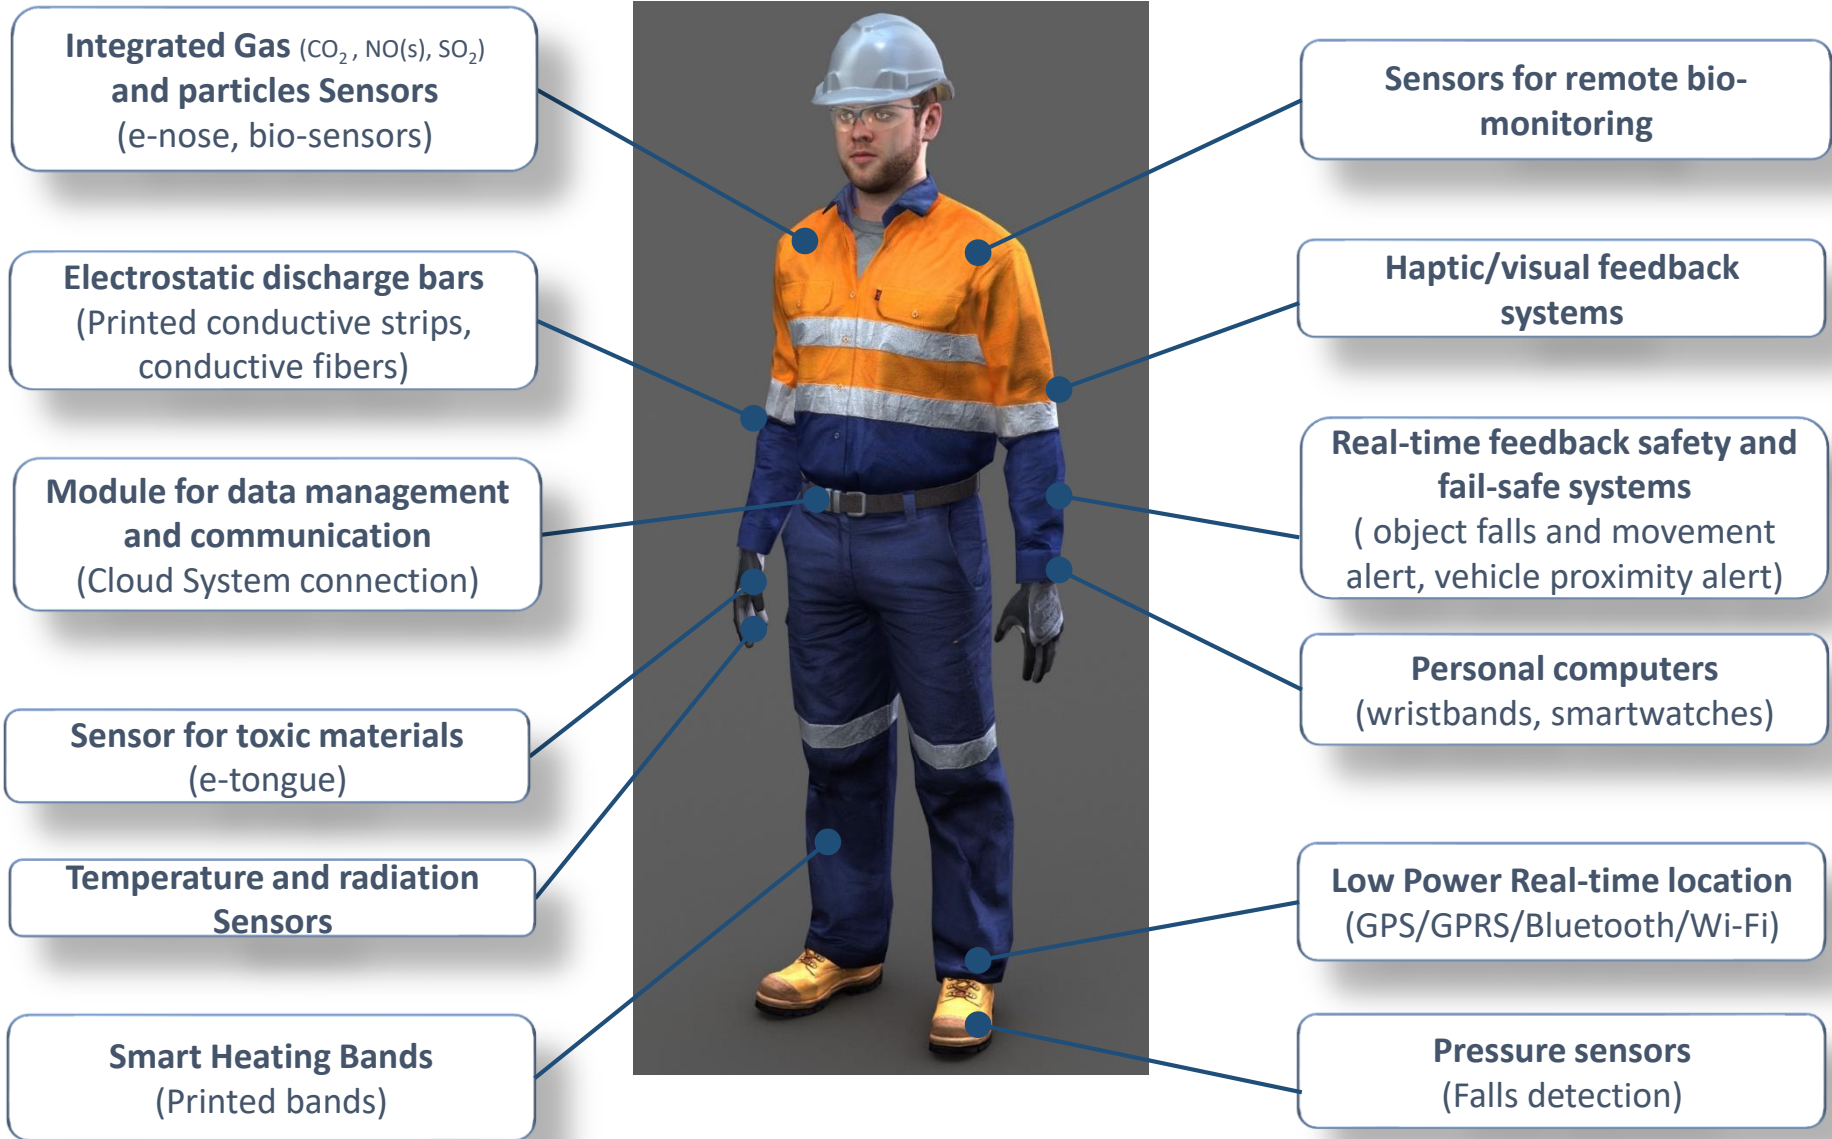 Integrated Gas (CO₂ , NO(s), SO₂)
and particles Sensors
(e-nose, bio-sensors)
Electrostatic discharge bars
(Printed conductive strips,
conductive fibers)
Module for data management
and communication
(Cloud System connection)
Sensor for toxic materials
(e-tongue)
Temperature and radiation
Sensors
Smart Heating Bands
(Printed bands)
Sensors for remote bio-
monitoring
Haptic/visual feedback
systems
Real-time feedback safety and
fail-safe systems
( object falls and movement
alert, vehicle proximity alert)
Personal computers
(wristbands, smartwatches)
Low Power Real-time location
(GPS/GPRS/Bluetooth/Wi-Fi)
Pressure sensors
(Falls detection)